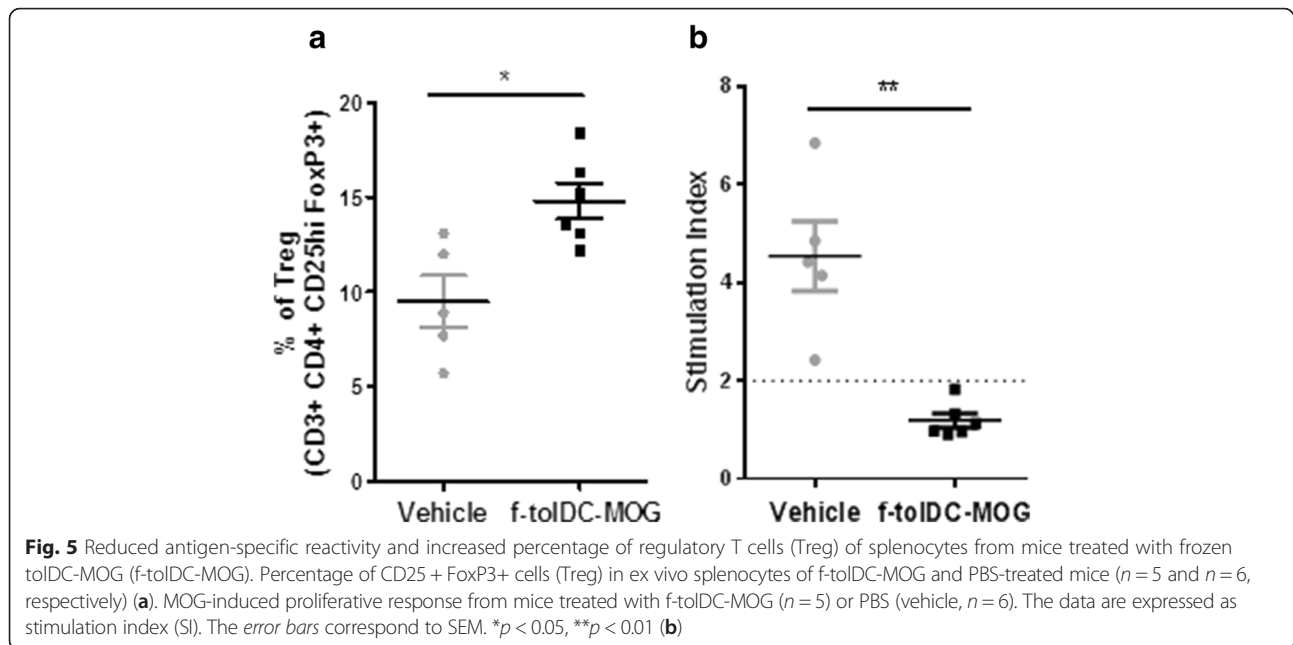 a
*
20
15
10
5
0
% of Treg
(CD3+ CD4+ CD25hi FoxP3+)
Vehicle f-tolDC-MOG
b
**
8
6
4
2
0
Stimulation Index
Vehicle f-tolDC-MOG
Fig. 5 Reduced antigen-specific reactivity and increased percentage of regulatory T cells (Treg) of splenocytes from mice treated with frozen
tolDC-MOG (f-tolDC-MOG). Percentage of CD25 + FoxP3+ cells (Treg) in ex vivo splenocytes of f-tolDC-MOG and PBS-treated mice (n = 5 and n = 6,
respectively) (a). MOG-induced proliferative response from mice treated with f-tolDC-MOG (n = 5) or PBS (vehicle, n = 6). The data are expressed as
stimulation index (SI). The error bars correspond to SEM. *p < 0.05, **p < 0.01 (b)